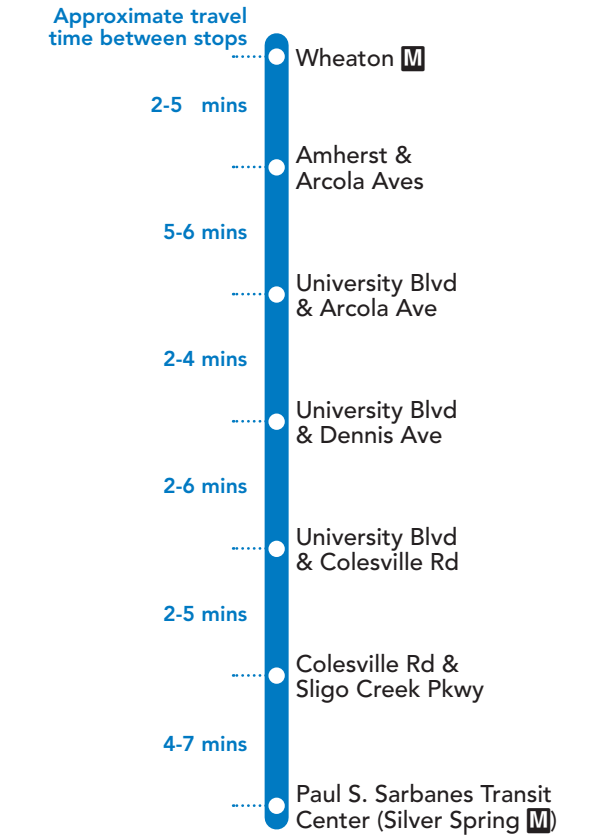 Approximate travel
time between stops
Wheaton M
2-5 mins
Amherst &
Arcola Aves
5-6 mins
University Blvd
& Arcola Ave
2-4 mins
University Blvd
& Dennis Ave
2-6 mins
University Blvd
& Colesville Rd
2-5 mins
Colesville Rd &
Sligo Creek Pkwy
4-7 mins
Paul S. Sarbanes Transit
Center (Silver Spring M)